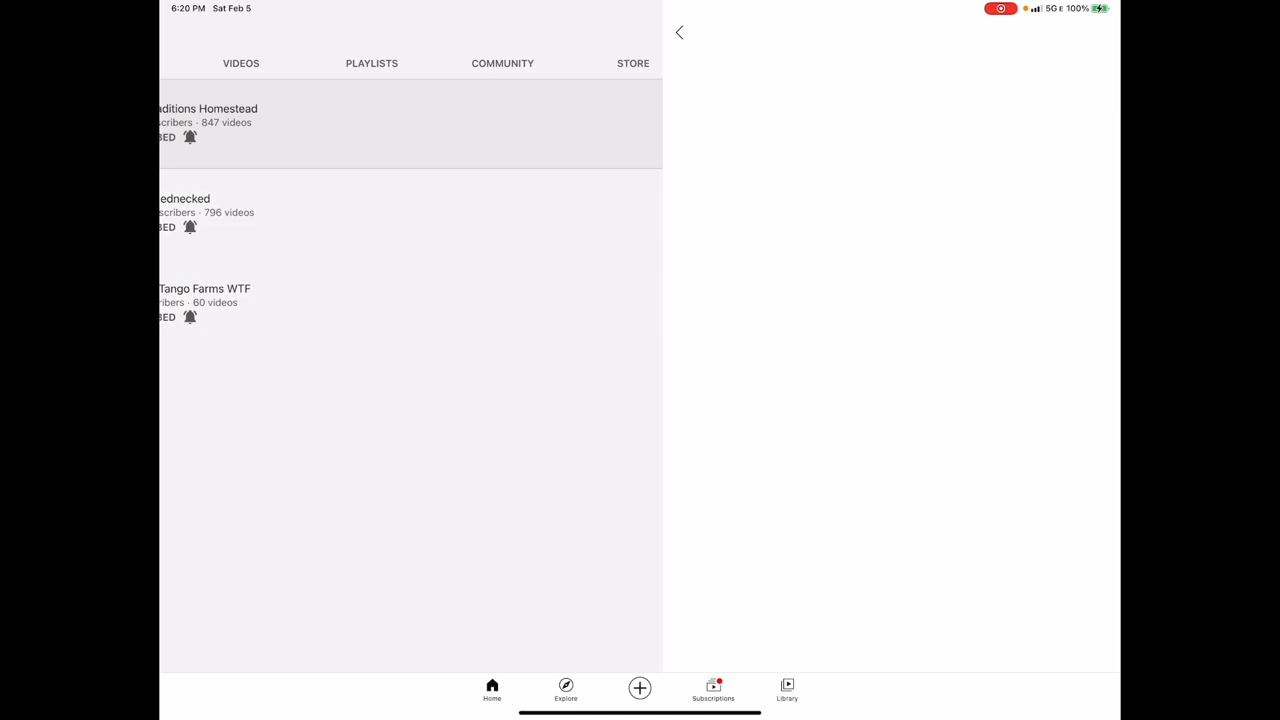 6:20 PM Sat Feb 5
5G E 100%
VIDEOS PLAYLISTS COMMUNITY STORE
aditions Homestead
scribers · 847 videos
BED
ednecked
scribers · 796 videos
BED
Tango Farms WTF
ribers · 60 videos
BED
Home Explore Subscriptions Library